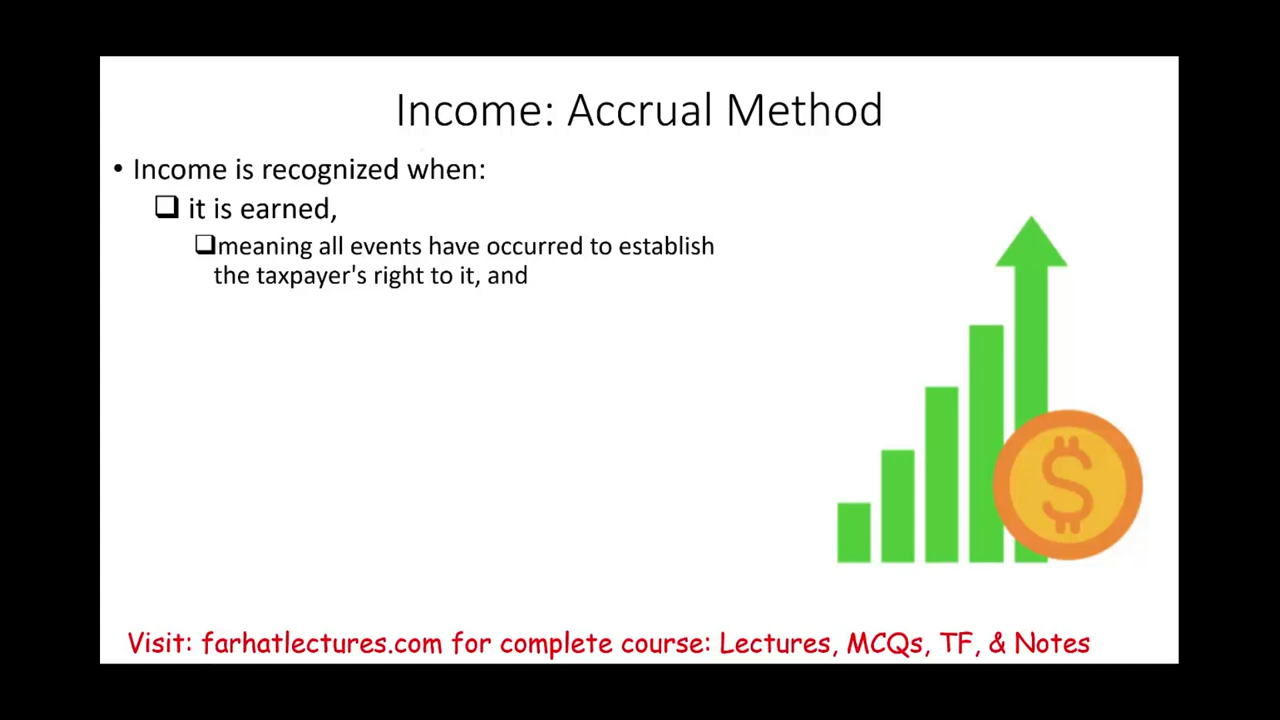 Income: Accrual Method
• Income is recognized when:
❑ it is earned,
❑meaning all events have occurred to establish
the taxpayer's right to it, and
$
Visit: farhatlectures.com for complete course: Lectures, MCQs, TF, & Notes